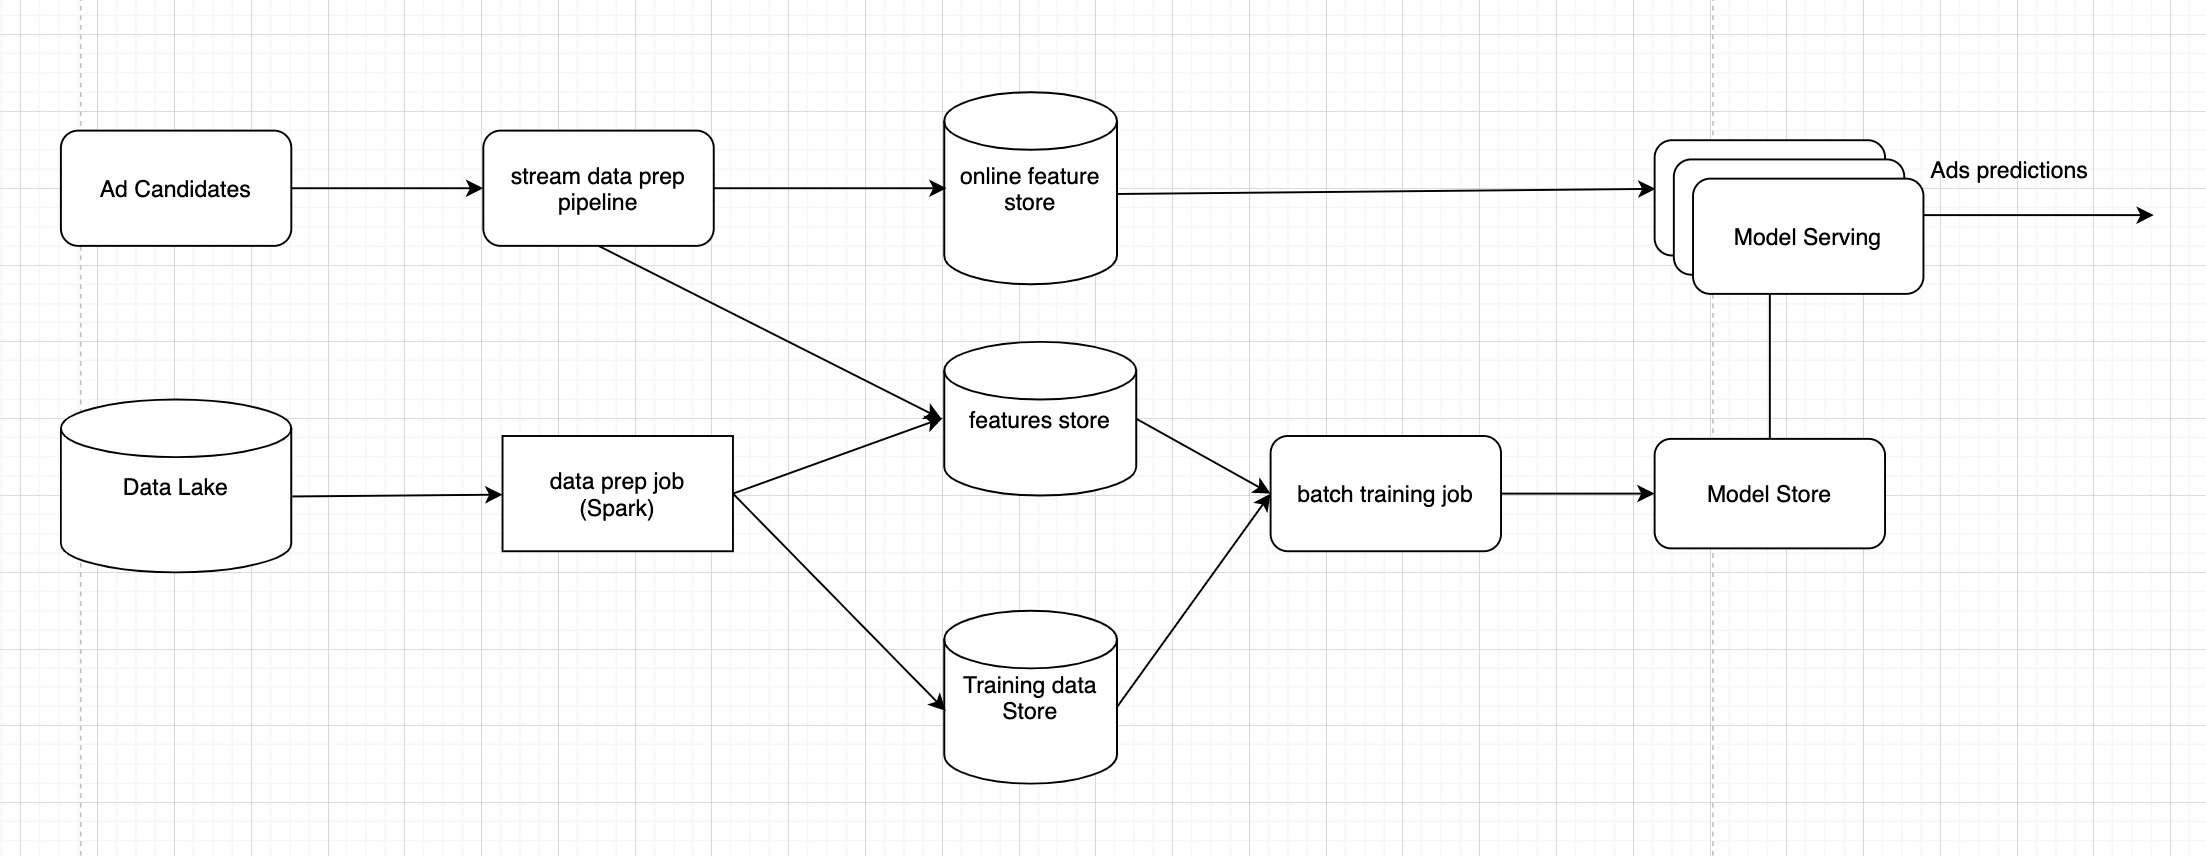 Ad Candidates
stream data prep
pipeline
online feature
store
Ads predictions
Model Serving
features store
Data Lake
data prep job
(Spark)
batch training job
Model Store
Training data
Store